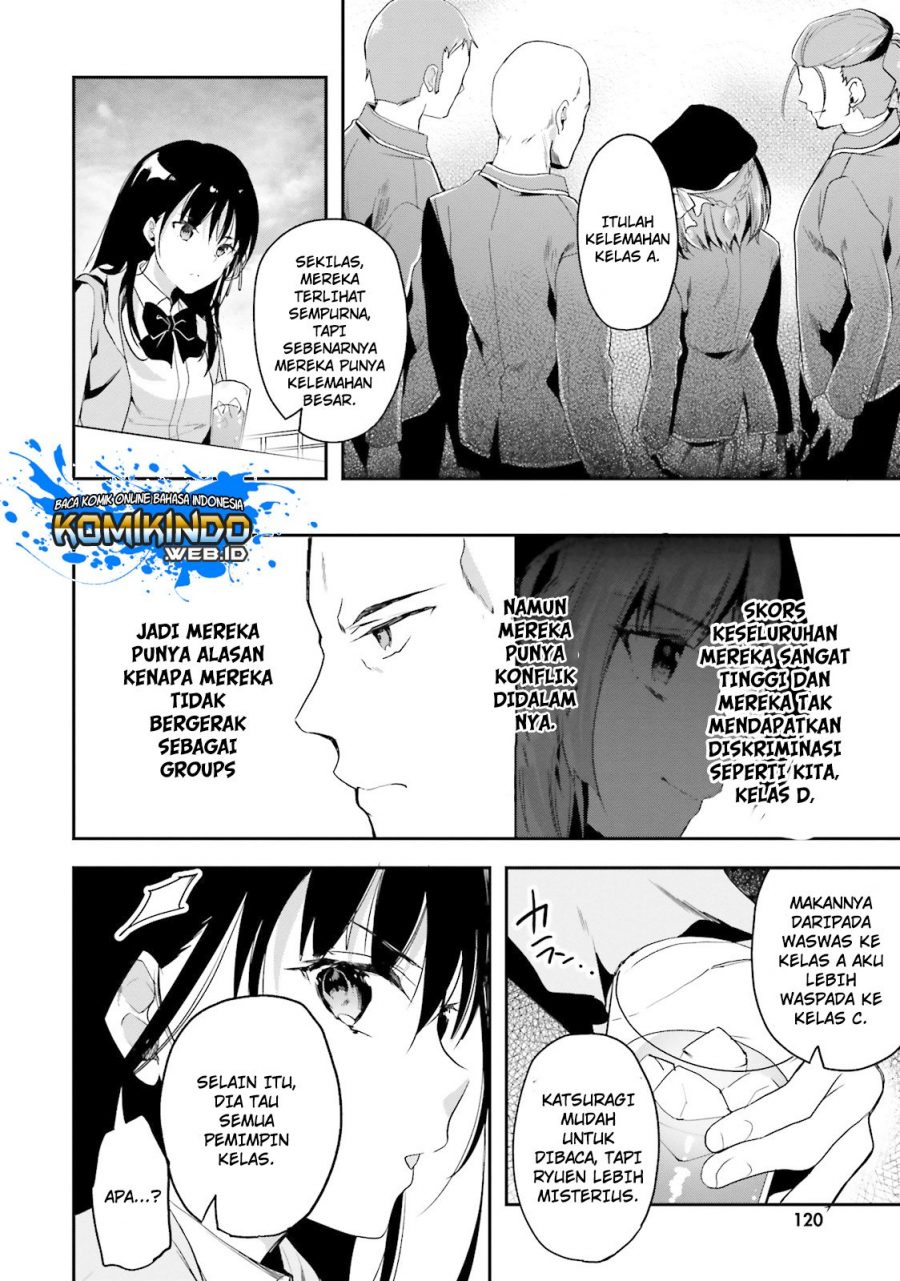 ITULAH
KELEMAHAN
KELAS A.
SEKILAS,
MEREKA
TERLIHAT
SEMPURNA,
TAPI
SEBENARNYA
MEREKA PUNYA
KELEMAHAN
BESAR.
BACA KOMIK ONLINE BAHASA INDONESIA
KOMIKINDO
.WEB.ID
SKORS
KESELURUHAN
MEREKA SANGAT
TINGGI DAN
MEREKA TAK
MENDAPATKAN
DISKRIMINASI
SEPERTI KITA,
KELAS D,
NAMUN
MEREKA
PUNYA
KONFLIK
DIDALAM
NYA.
JADI MEREKA
PUNYA ALASAN
KENAPA MEREKA
TIDAK
BERGERAK
SEBAGAI
GROUPS
MAKANNYA
DARIPADA
WASWAS KE
KELAS A AKU
LEBIH
WASPADA KE
KELAS C.
カラン…
KATSURAGI
MUDAH
UNTUK
DIBACA, TAPI
RYUEN LEBIH
MISTERIUS.
SELAIN ITU,
DIA TAU
SEMUA
PEMIMPIN
KELAS.
APA...?
120